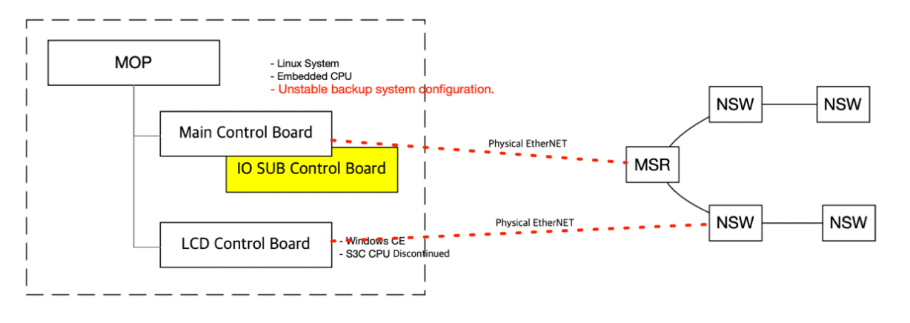 MOP
- Linux System
- Embedded CPU
- Unstable backup system configuration.
Main Control Board
IO SUB Control Board
LCD Control Board
- Windows CE
- S3C CPU Discontinued
Physical EtherNET
Physical EtherNET
MSR
NSW
NSW
NSW
NSW